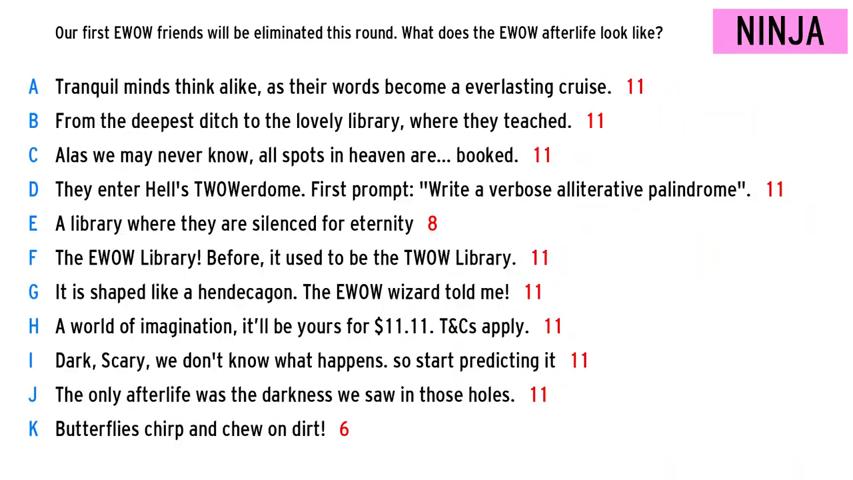 Our first EWOW friends will be eliminated this round. What does the EWOW afterlife look like?
NINJA
A Tranquil minds think alike, as their words become a everlasting cruise. 11
B From the deepest ditch to the lovely library, where they teached. 11
C Alas we may never know, all spots in heaven are... booked. 11
D They enter Hell's TWOWerdome. First prompt: "Write a verbose alliterative palindrome". 11
E A library where they are silenced for eternity 8
F The EWOW Library! Before, it used to be the TWOW Library. 11
G It is shaped like a hendecagon. The EWOW wizard told me! 11
H A world of imagination, it’ll be yours for $11.11. T&Cs apply. 11
I Dark, Scary, we don't know what happens. so start predicting it 11
J The only afterlife was the darkness we saw in those holes. 11
K Butterflies chirp and chew on dirt! 6